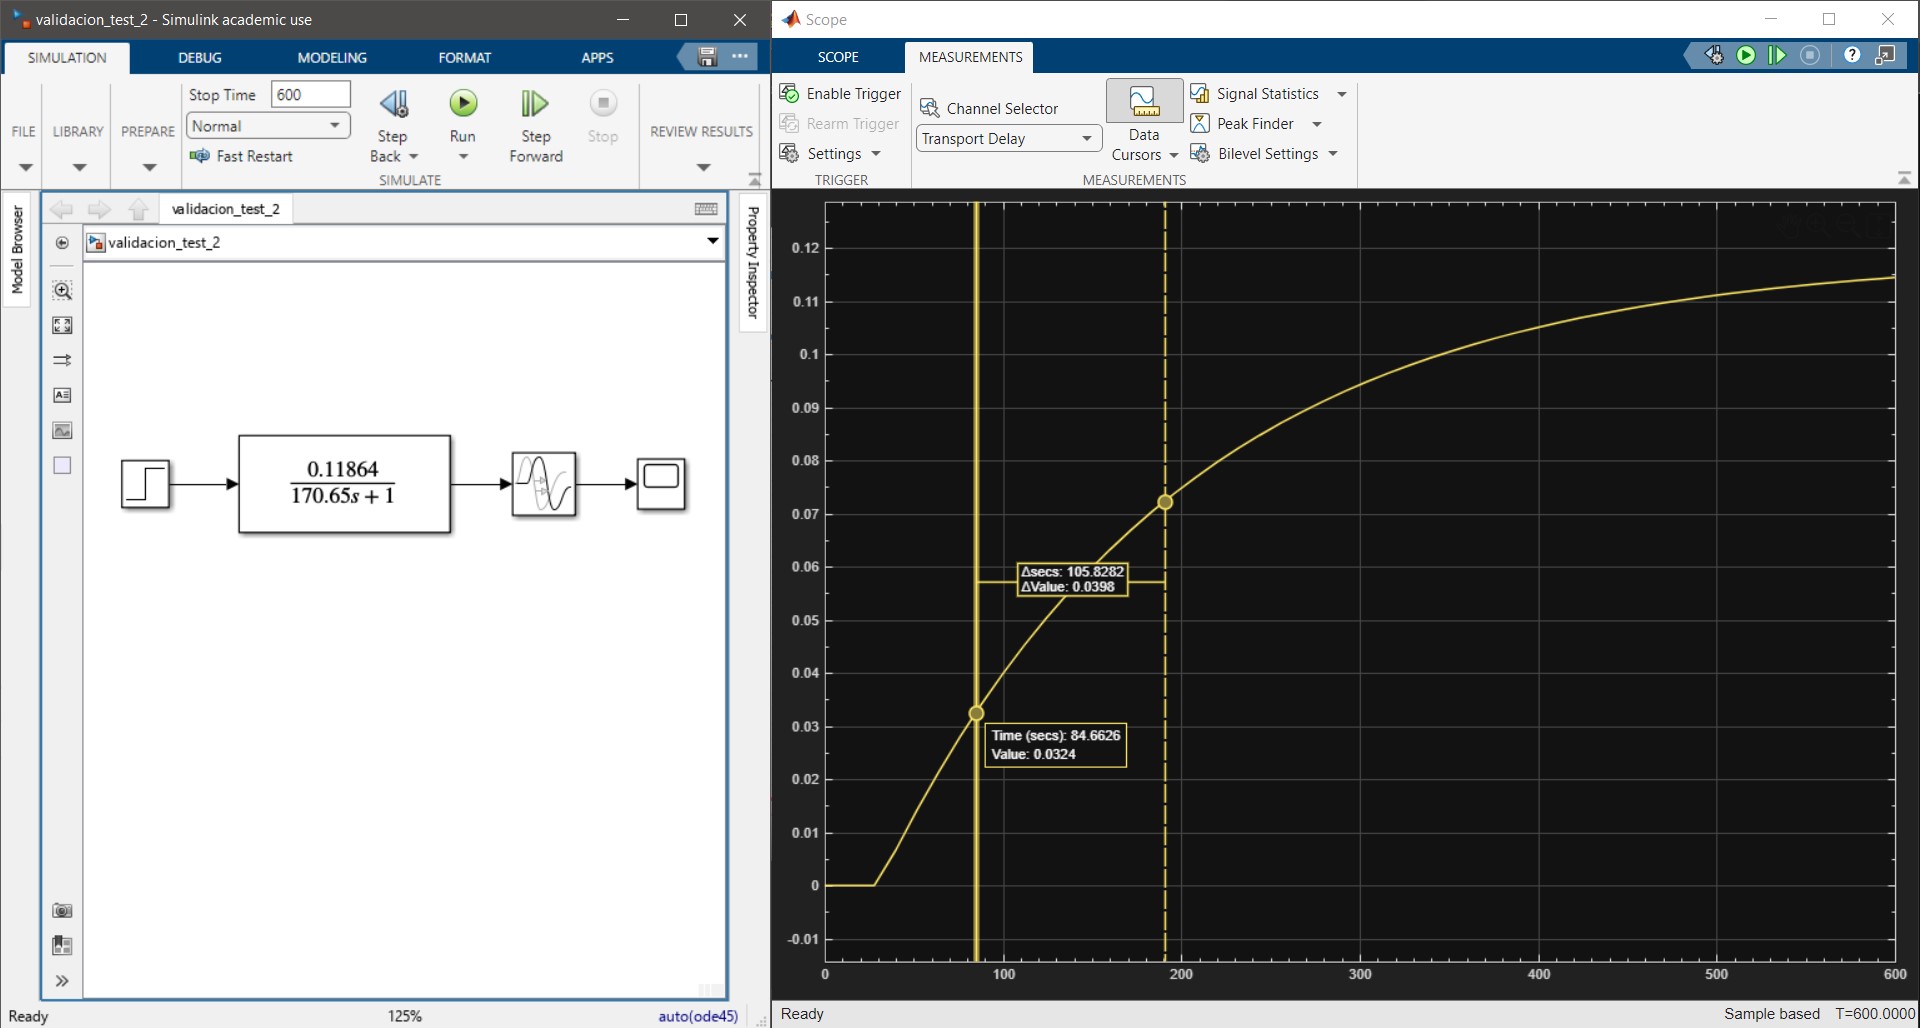 validacion_test_2 - Simulink academic use
SIMULATION
DEBUG
MODELING
FORMAT
APPS
FILE
LIBRARY
PREPARE
Stop Time
600
Normal
Fast Restart
Step
Back
Run
Step
Forward
Stop
SIMULATE
REVIEW RESULTS
Model Browser
validacion_test_2
validacion_test_2
Property Inspector
0.11864
170.65s + 1
Ready
125%
auto(ode45)
Scope
SCOPE
MEASUREMENTS
Enable Trigger
Rearm Trigger
Settings
TRIGGER
Channel Selector
Transport Delay
Data
Cursors
Signal Statistics
Peak Finder
Bilevel Settings
MEASUREMENTS
0.12
0.11
0.1
0.09
0.08
0.07
0.06
0.05
0.04
0.03
0.02
0.01
0
-0.01
Δsecs: 105.8282
ΔValue: 0.0398
Time (secs): 84.6626
Value: 0.0324
0
100
200
300
400
500
600
Ready
Sample based
T=600.0000